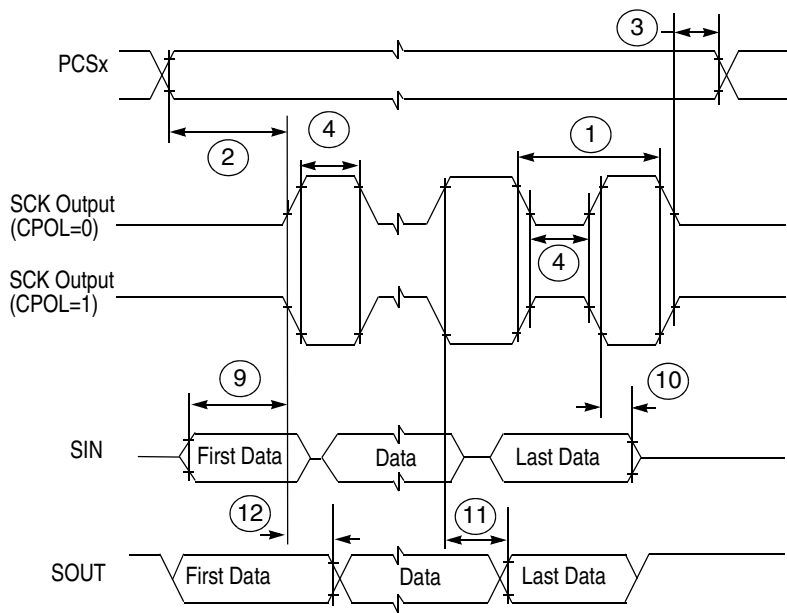 3
PCSx
2
4
1
SCK Output
(CPOL=0)
4
SCK Output
(CPOL=1)
9
10
SIN
First Data
Data
Last Data
12
11
SOUT
First Data
Data
Last Data